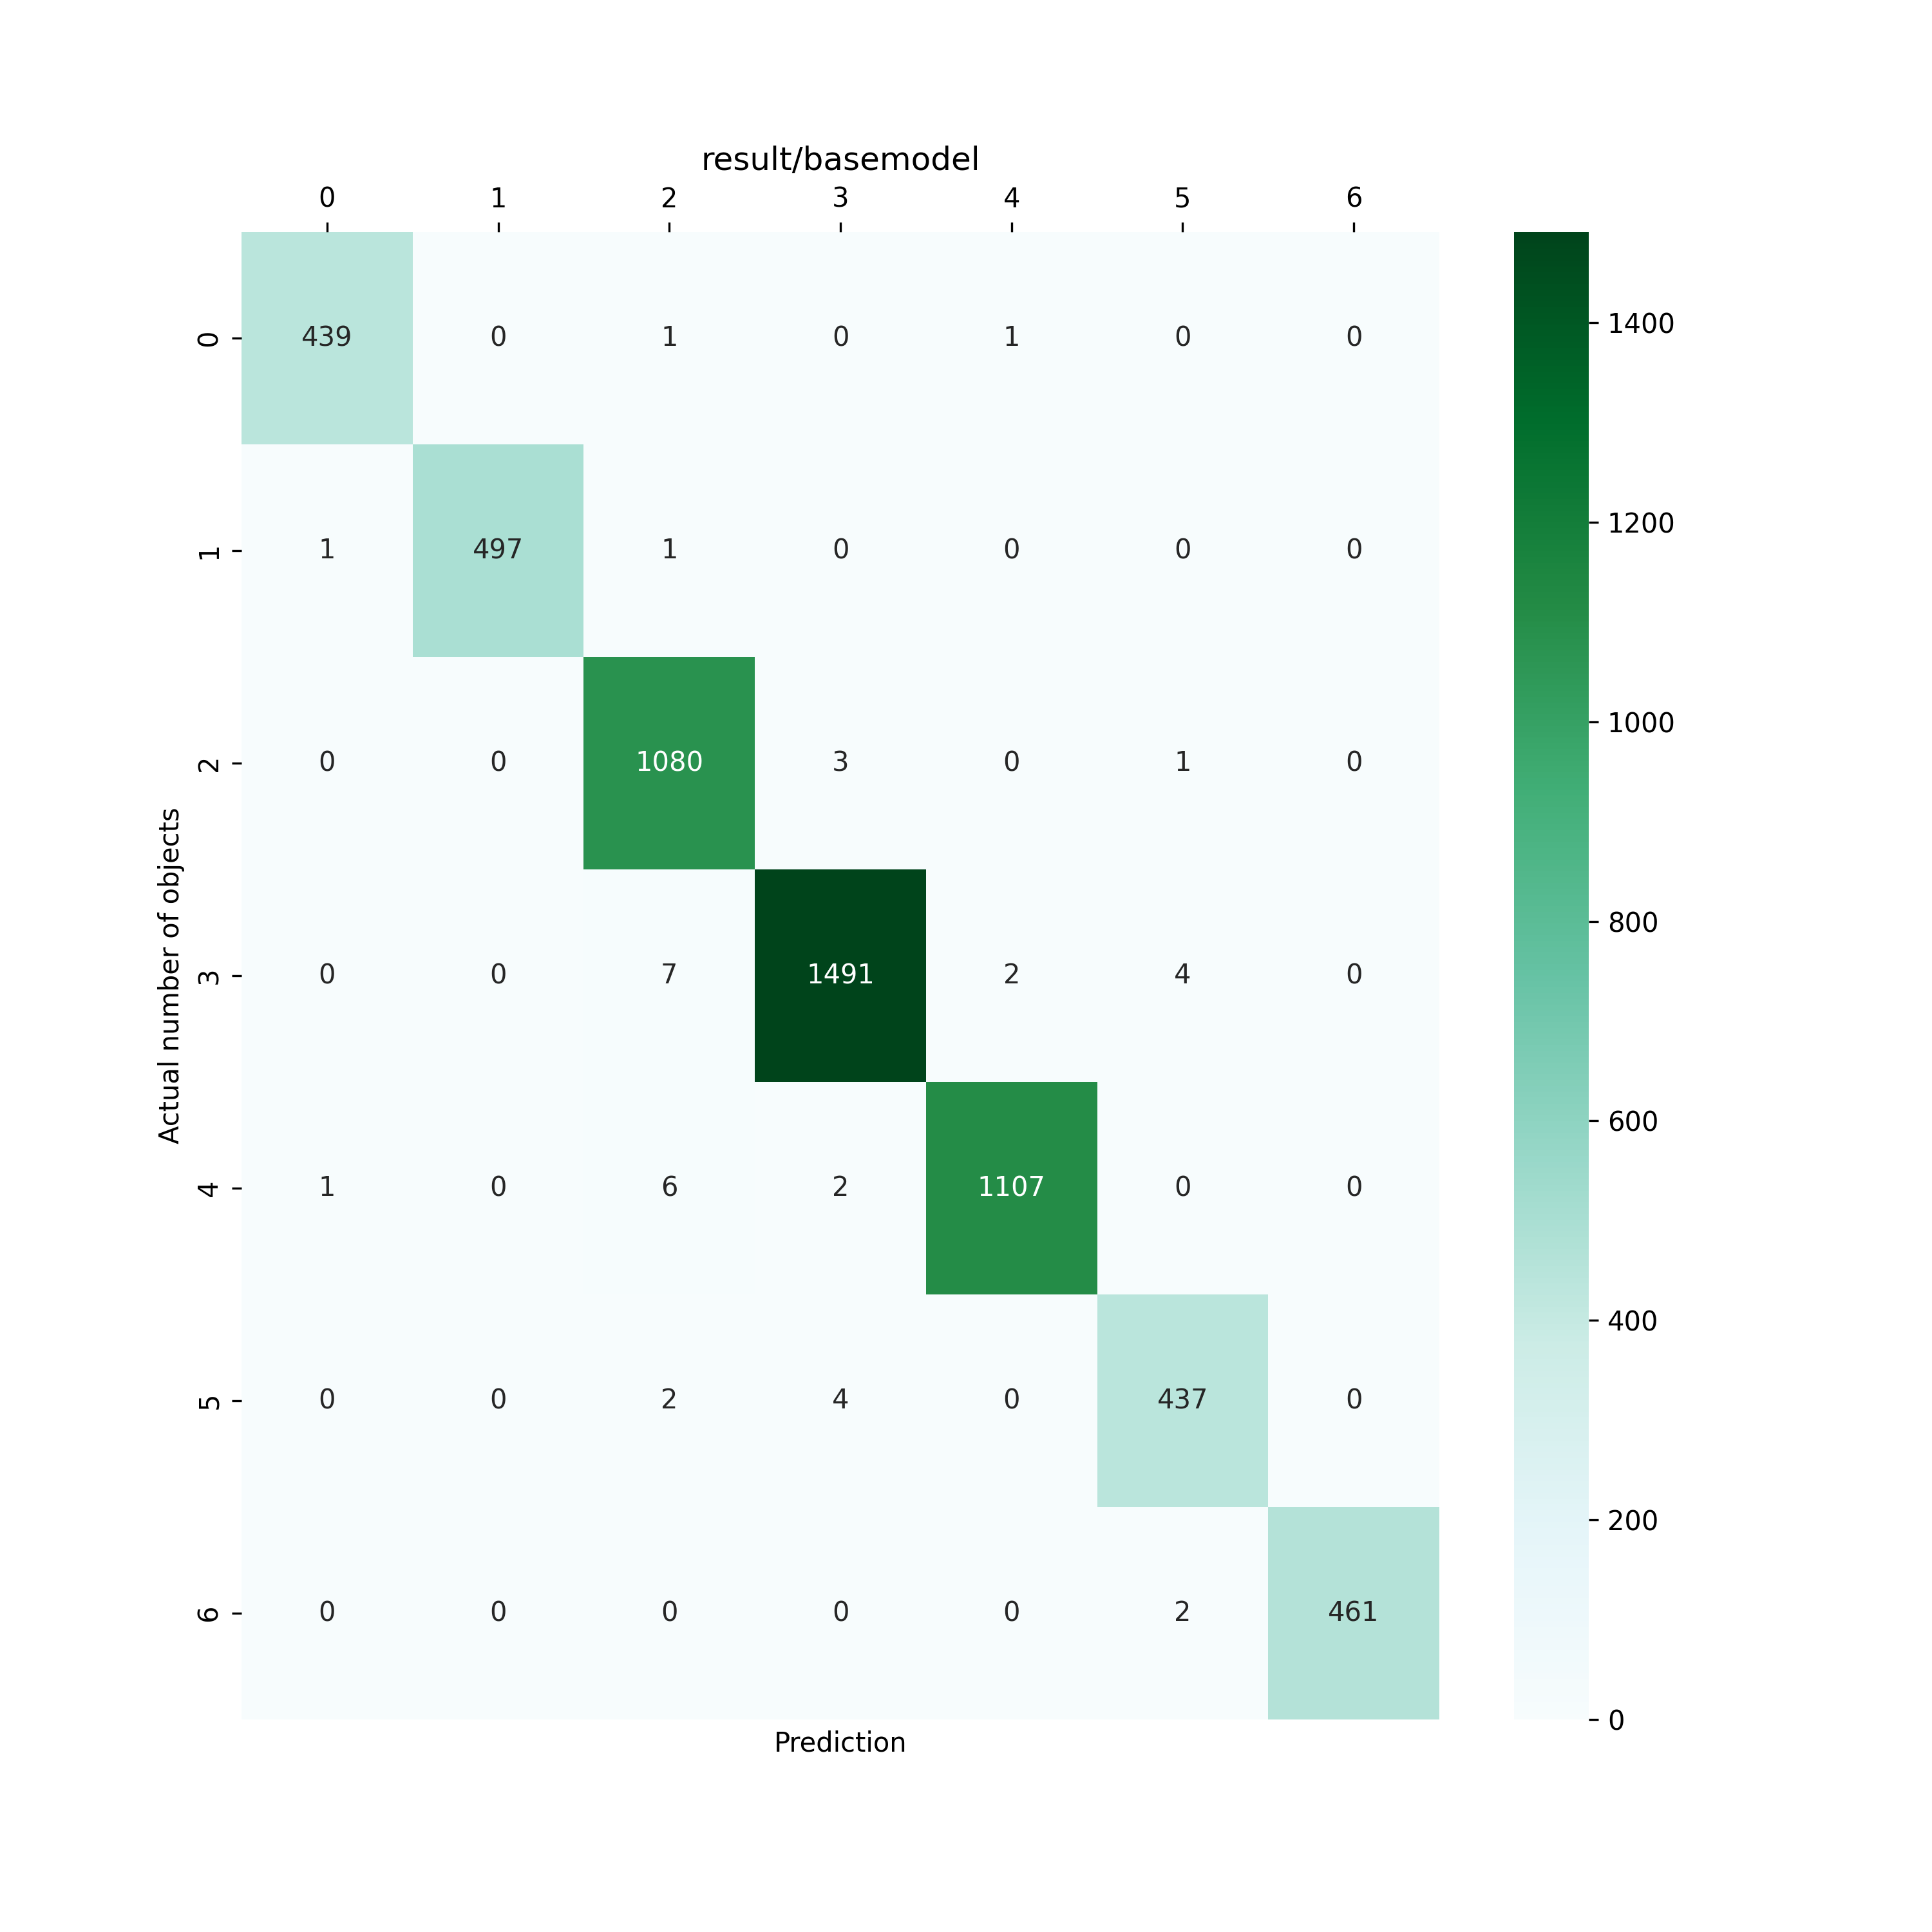 result/basemodel
0 1 2 3 4 5 6
0 439 0 1 0 1 0 0
1 1 497 1 0 0 0 0
2 0 0 1080 3 0 1 0
3 0 0 7 1491 2 4 0
4 1 0 6 2 1107 0 0
5 0 0 2 4 0 437 0
6 0 0 0 0 0 2 461
Actual number of objects
Prediction
1400
1200
1000
800
600
400
200
0